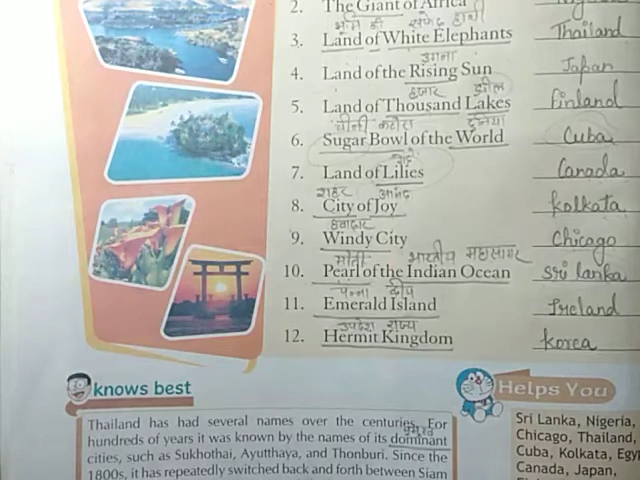 2. The Giant of Africa
भूमि की सफेद हाथी
3. Land of White Elephants Thailand
उगना
4. Land of the Rising Sun Japan
हजार झील
5. Land of Thousand Lakes Finland
चीनी कटोरा दुनिया
6. Sugar Bowl of the World Cuba
7. Land of Lilies Canada
शहर आनंद
8. City of Joy Kolkata
हवादार
9. Windy City Chicago
मोती भारतीय महासागर
10. Pearl of the Indian Ocean Sri lanka
पन्ना द्वीप
11. Emerald Island Ireland
राज्य
12. Hermit Kingdom Korea
knows best
Helps You
Thailand has had several names over the centuries. For
hundreds of years it was known by the names of its dominant
cities, such as Sukhothai, Ayutthaya, and Thonburi. Since the
1800s, it has repeatedly switched back and forth between Siam
Sri Lanka, Nigeria,
Chicago, Thailand,
Cuba, Kolkata,
Canada, Japan,